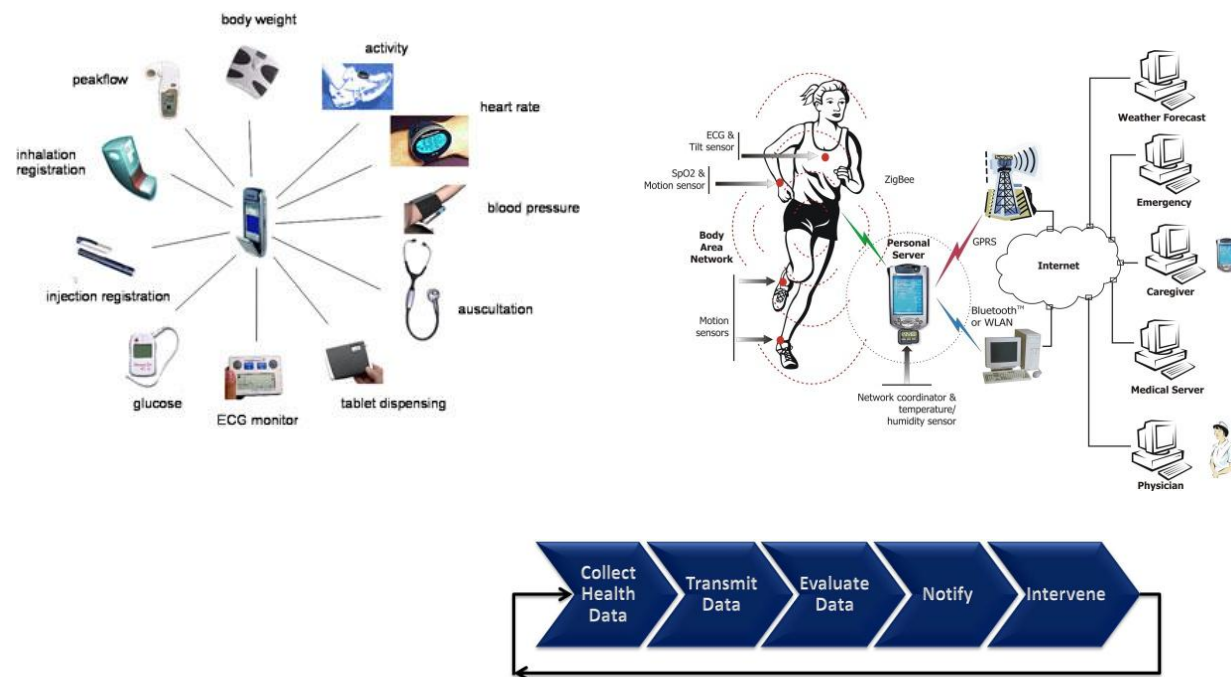 body weight
activity
peakflow
heart rate
inhalation
registration
blood pressure
injection registration
auscultation
glucose
ECG monitor
tablet dispensing
ECG &
Tilt sensor
SpO2 &
Motion sensor
Body
Area
Network
Motion
sensors
ZigBee
Personal
Server
GPRS
Bluetooth™
or WLAN
Network coordinator &
temperature/
humidity sensor
Internet
Weather Forecast
Emergency
Caregiver
Medical Server
Physician
Collect
Health
Data
Transmit
Data
Evaluate
Data
Notify
Intervene